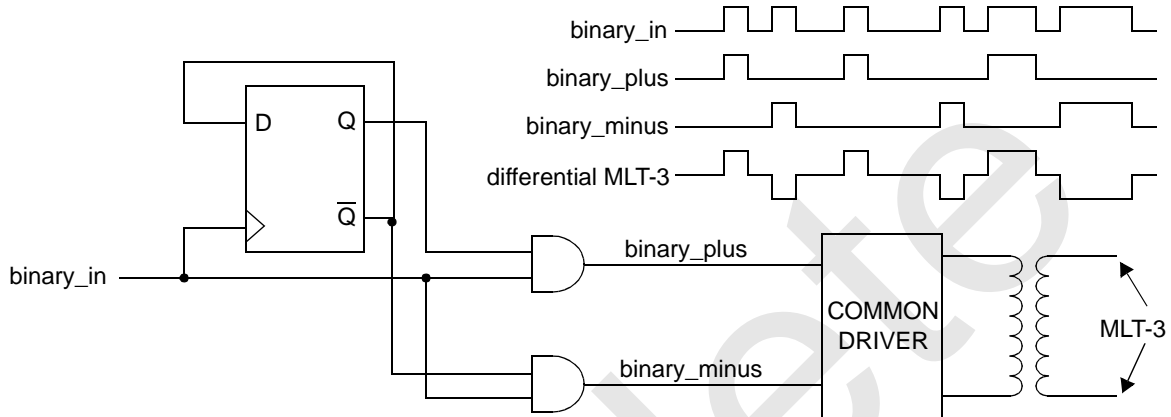 binary_in
binary_plus
binary_minus
differential MLT-3
D
Q
Q̅
binary_in
binary_plus
binary_minus
COMMON
DRIVER
MLT-3